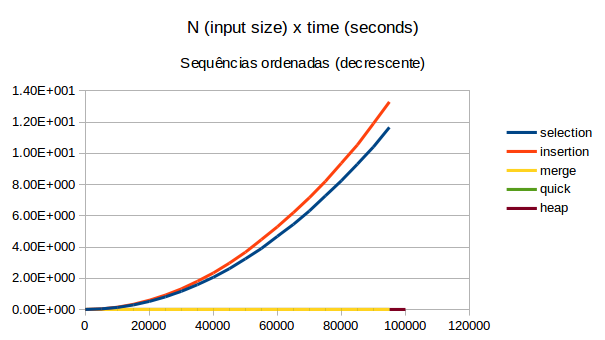 N (input size) x time (seconds)
Sequências ordenadas (decrescente)
1.40E+001
1.20E+001
1.00E+001
8.00E+000
6.00E+000
4.00E+000
2.00E+000
0.00E+000
0 20000 40000 60000 80000 100000 120000
selection
insertion
merge
quick
heap